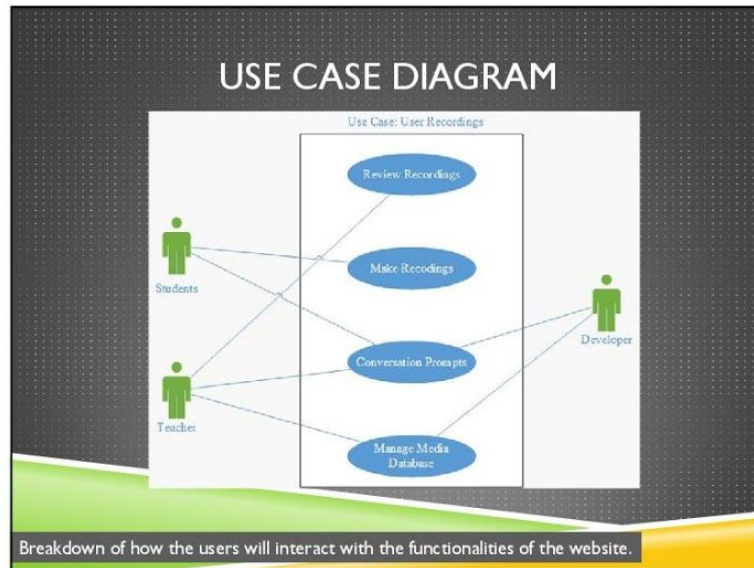 USE CASE DIAGRAM
Use Case: User Recordings
Review Recordings
Students
Make Recodings
Developer
Conversation Prompts
Teacher
Manage Media
Database
Breakdown of how the users will interact with the functionalities of the website.